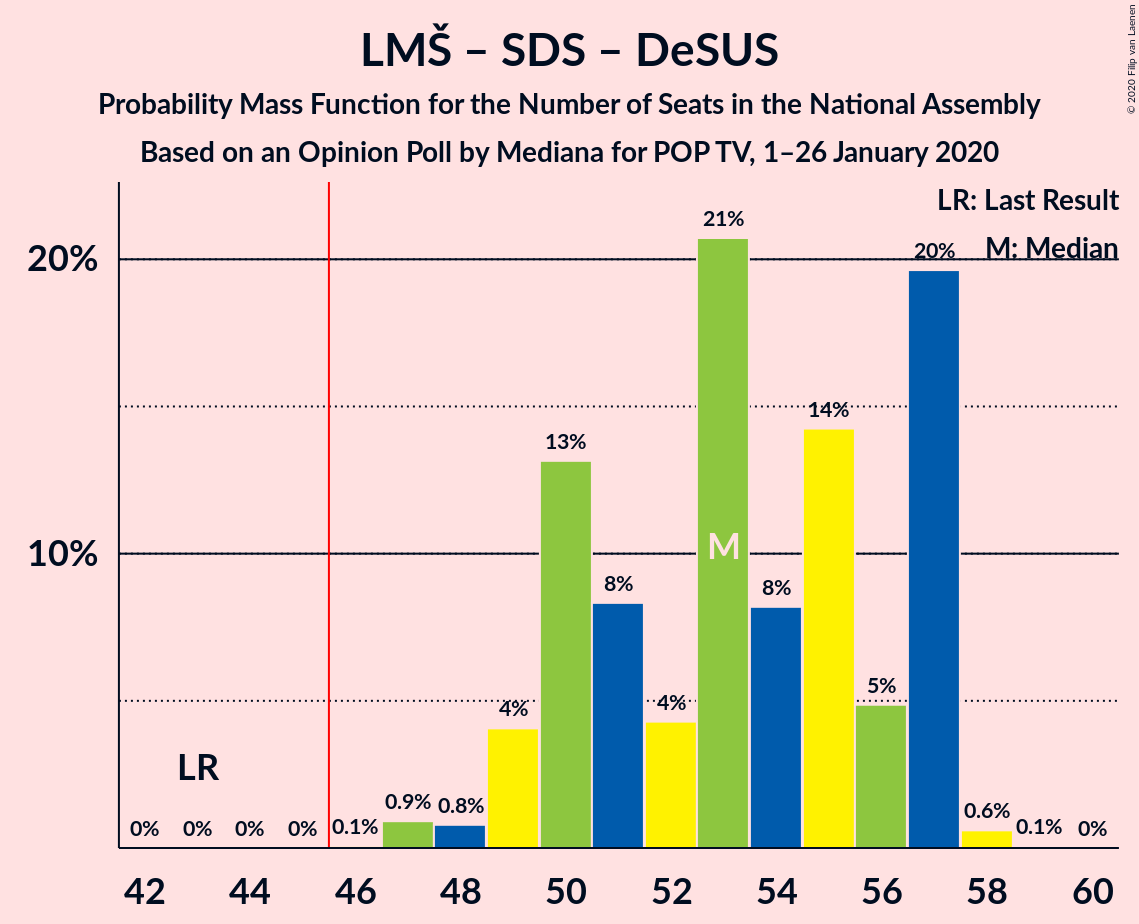 LMŠ – SDS – DeSUS
Probability Mass Function for the Number of Seats in the National Assembly
Based on an Opinion Poll by Mediana for POP TV, 1–26 January 2020
© 2020 Filip van Laenen
LR: Last Result
M: Median
20%
10%
21%
20%
14%
13%
8%
8%
5%
4%
4%
M
LR
0%
0%
0%
0%
0.1%
0.9%
0.8%
0.6%
0.1%
0%
42 44 46 48 50 52 54 56 58 60